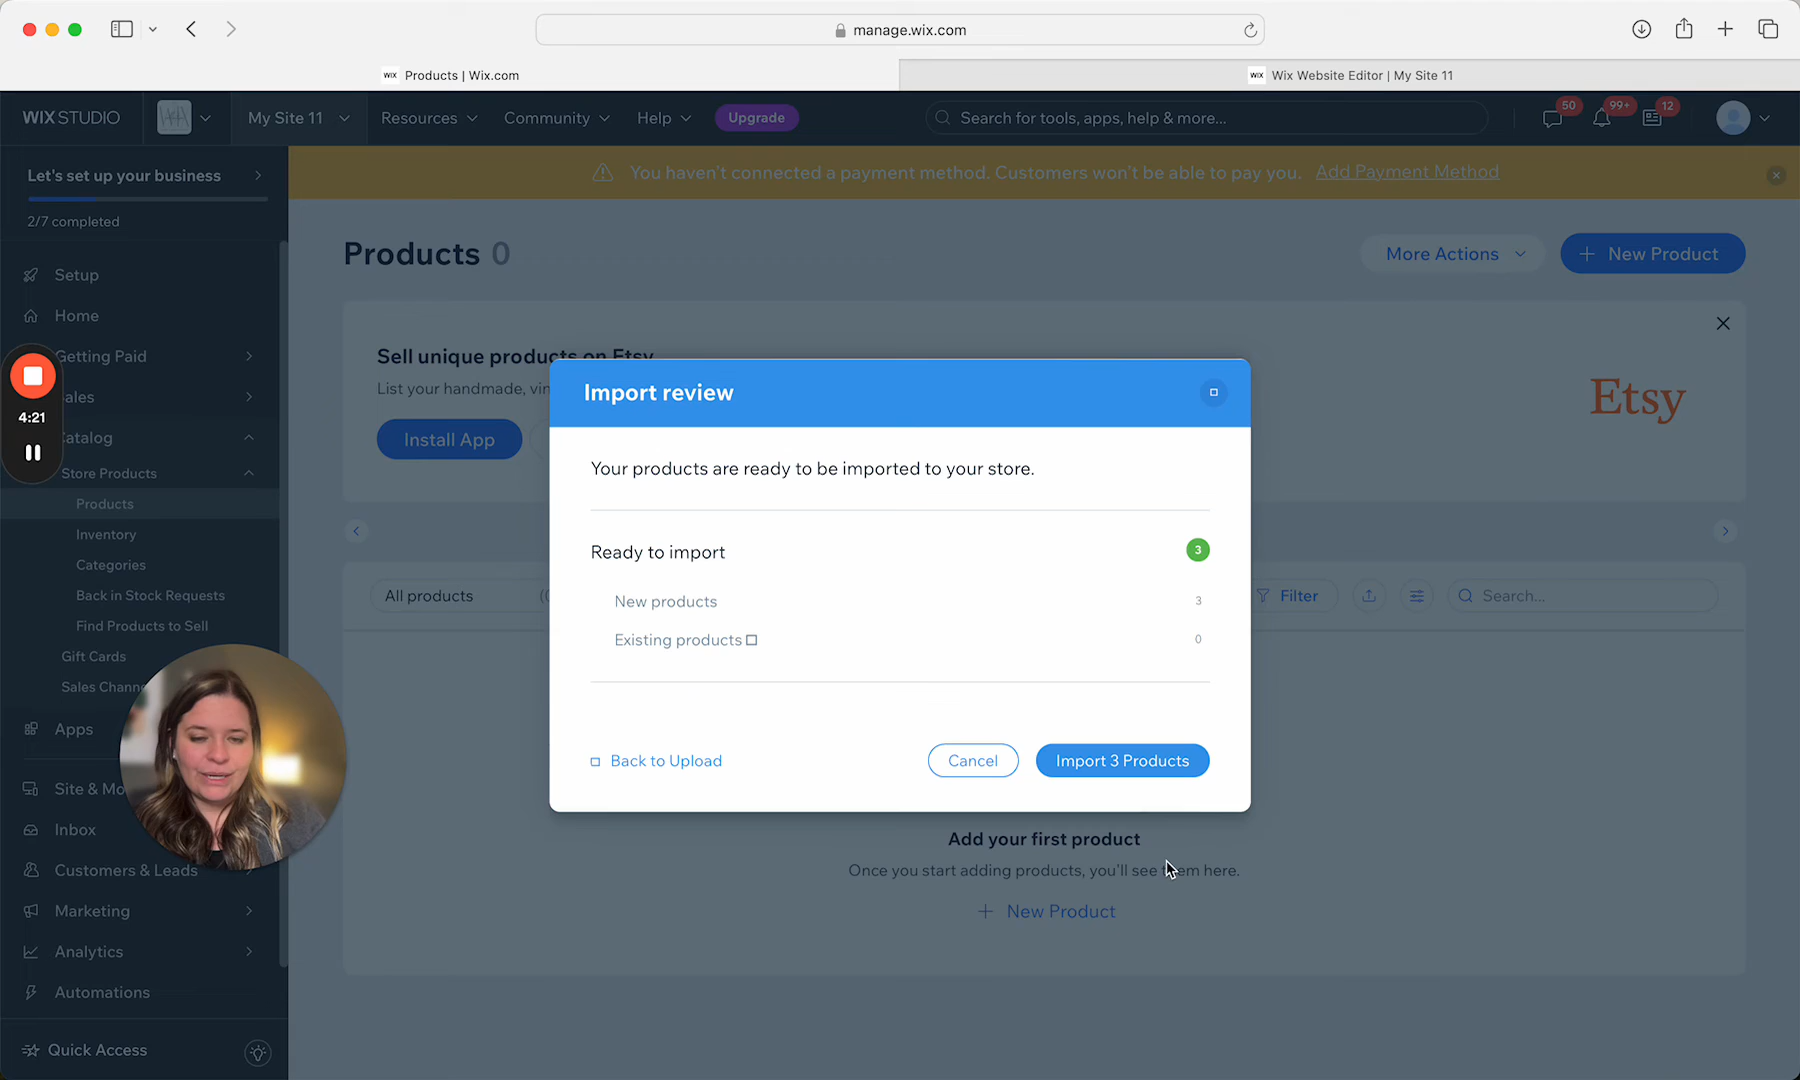 manage.wix.com
WIX Products | Wix.com
WIX Wix Website Editor | My Site 11
WIX STUDIO
My Site 11
Resources
Community
Help
Upgrade
Search for tools, apps, help & more...
50
99+
12
Let's set up your business
2/7 completed
You haven't connected a payment method. Customers won't be able to pay you. Add Payment Method
Setup
Home
Getting Paid
Sales
Catalog
Store Products
Products
Inventory
Categories
Back in Stock Requests
Find Products to Sell
Gift Cards
Sales Chann
Apps
Site & Mo
Inbox
Customers & Leads
Marketing
Analytics
Automations
Quick Access
4:21
Products 0
More Actions
+ New Product
Sell unique products on Etsy
List your handmade, vin
Install App
Etsy
All products
Filter
Search...
Import review
Your products are ready to be imported to your store.
Ready to import 3
New products 3
Existing products 0
Back to Upload
Cancel
Import 3 Products
Add your first product
Once you start adding products, you'll see them here.
+ New Product